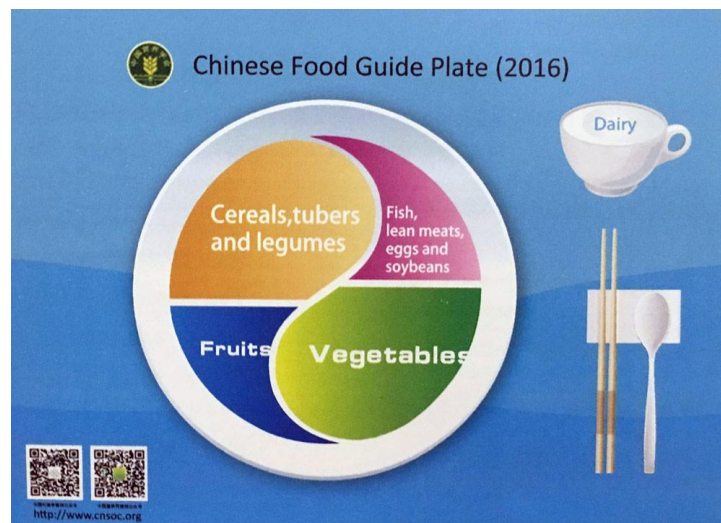 Chinese Food Guide Plate (2016)
Dairy
Cereals,tubers
and legumes
Fish,
lean meats,
eggs and
soybeans
Fruits
Vegetables
http://www.cnsoc.org